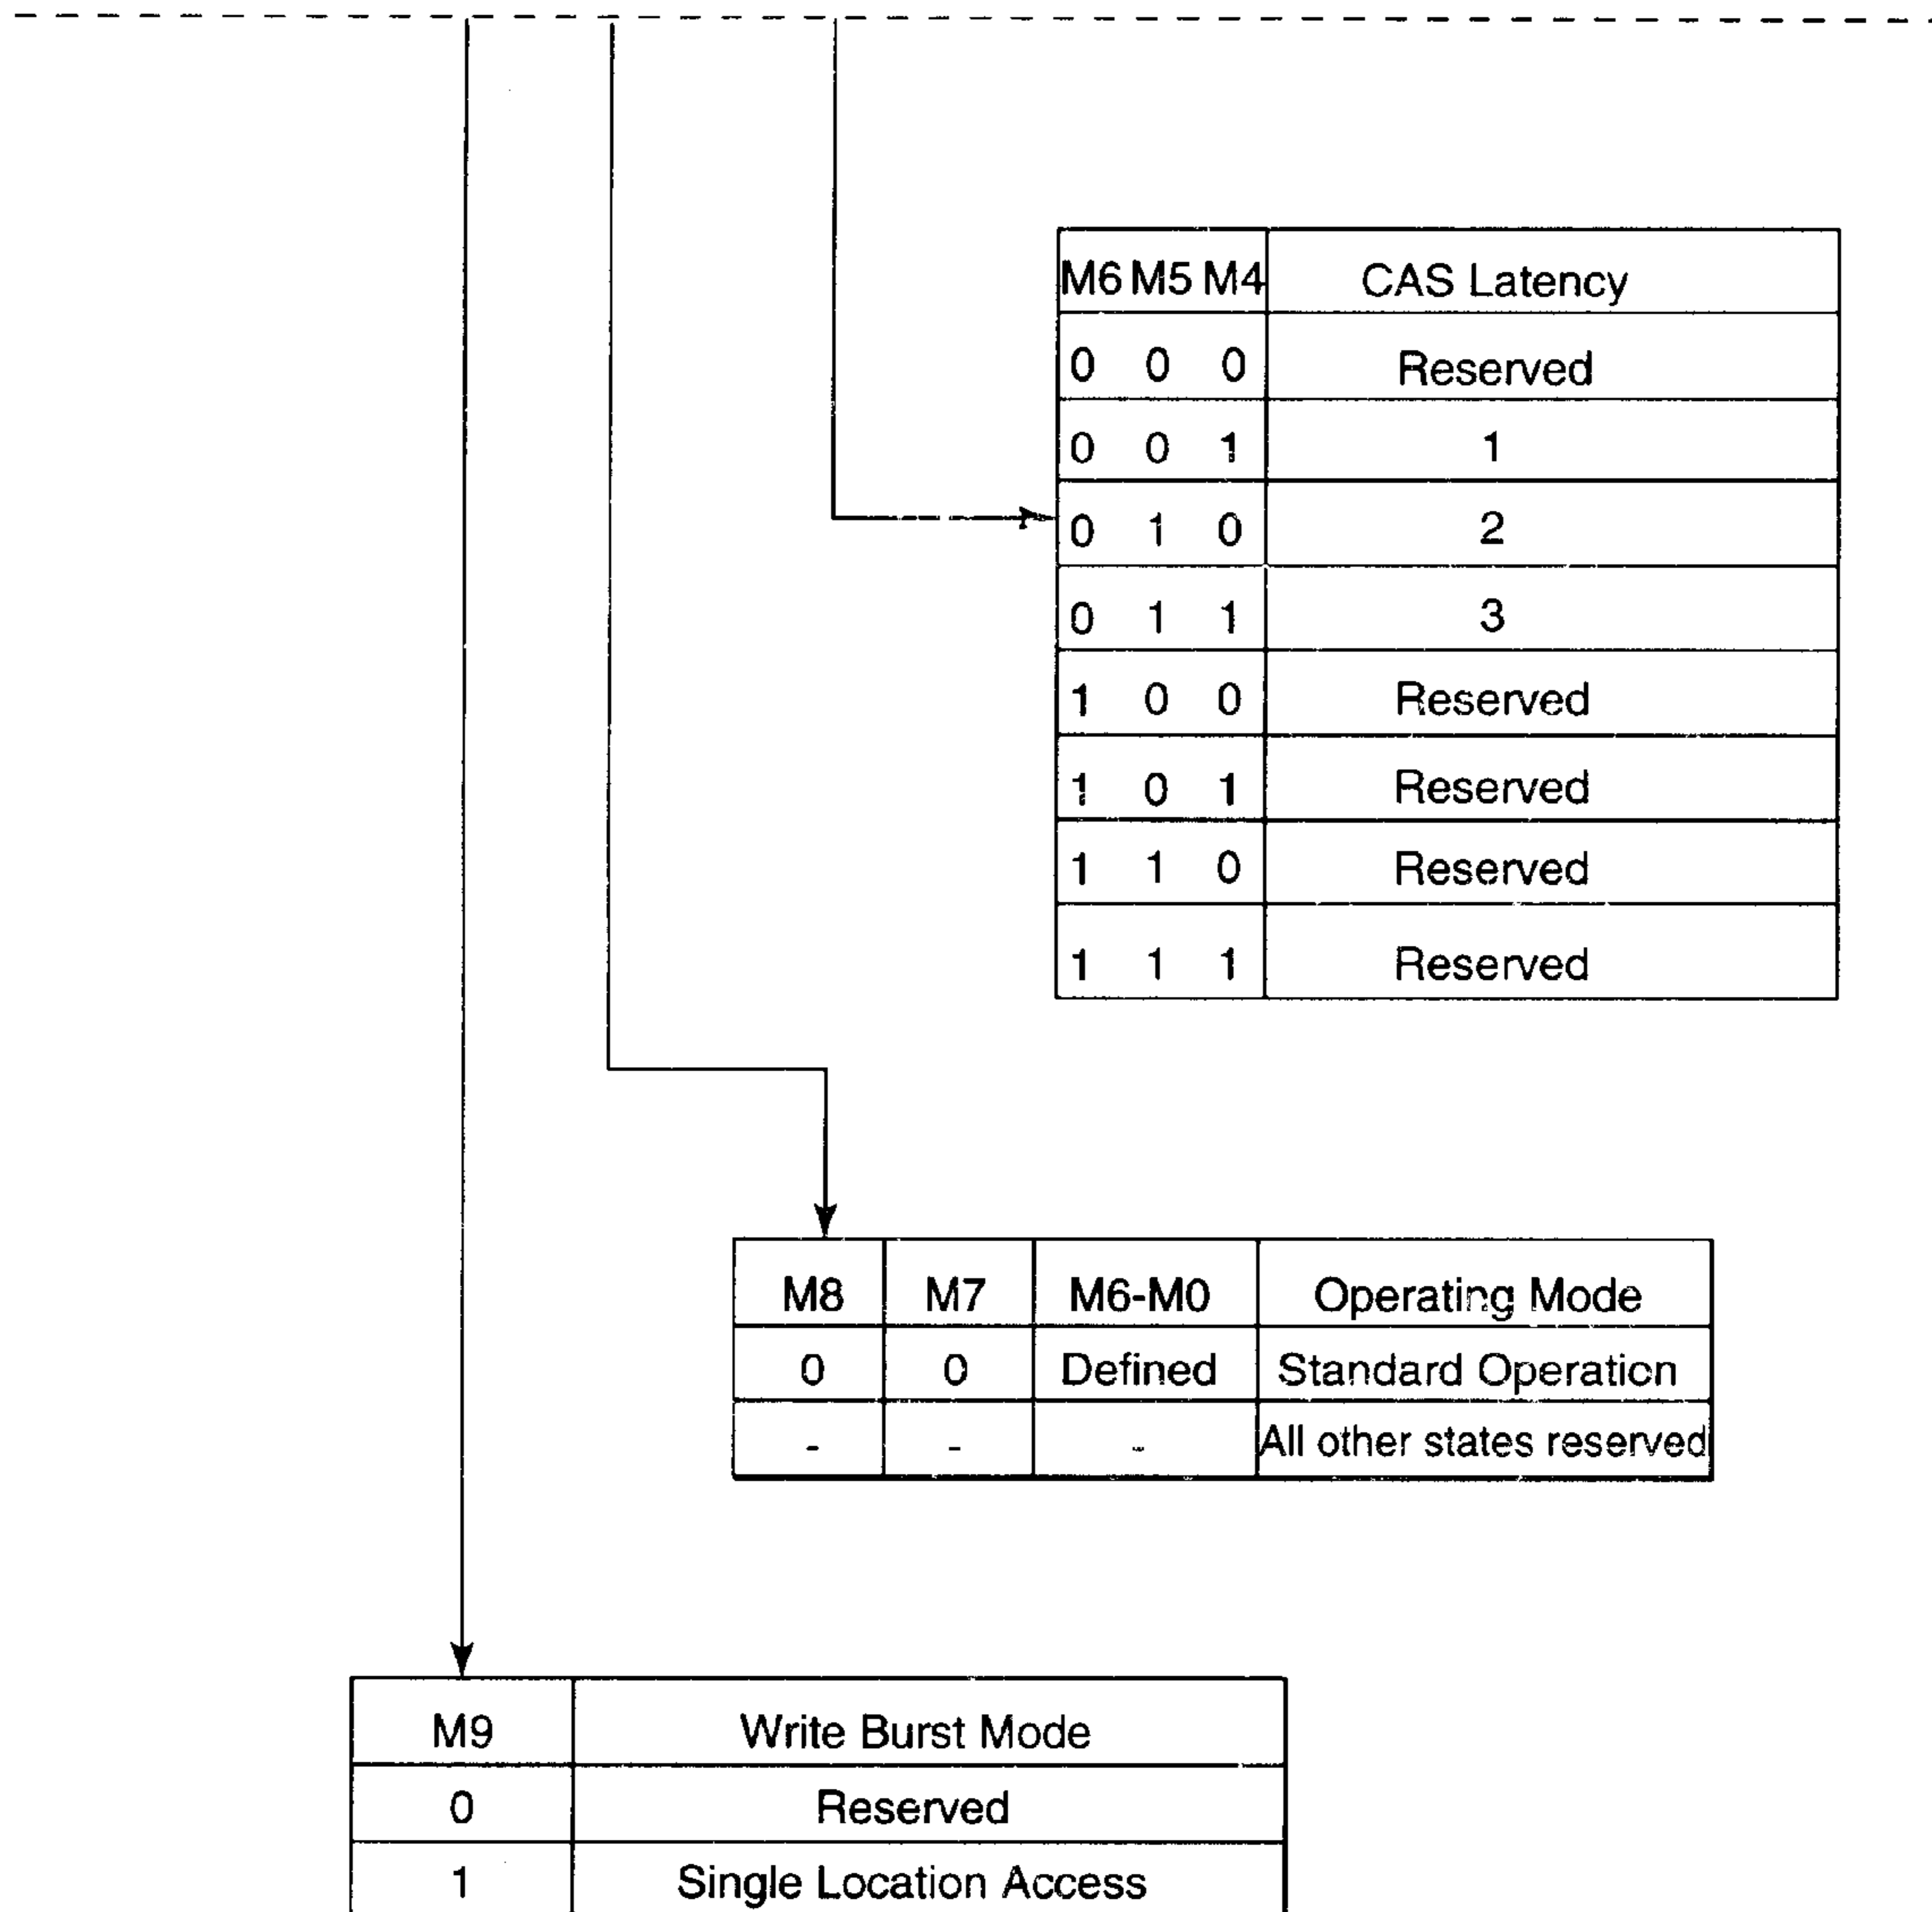 M6 M5 M4 CAS Latency
0 0 0 Reserved
0 0 1 1
0 1 0 2
0 1 1 3
1 0 0 Reserved
1 0 1 Reserved
1 1 0 Reserved
1 1 1 Reserved
M8 M7 M6-M0 Operating Mode
0 0 Defined Standard Operation
- - - All other states reserved
M9 Write Burst Mode
0 Reserved
1 Single Location Access